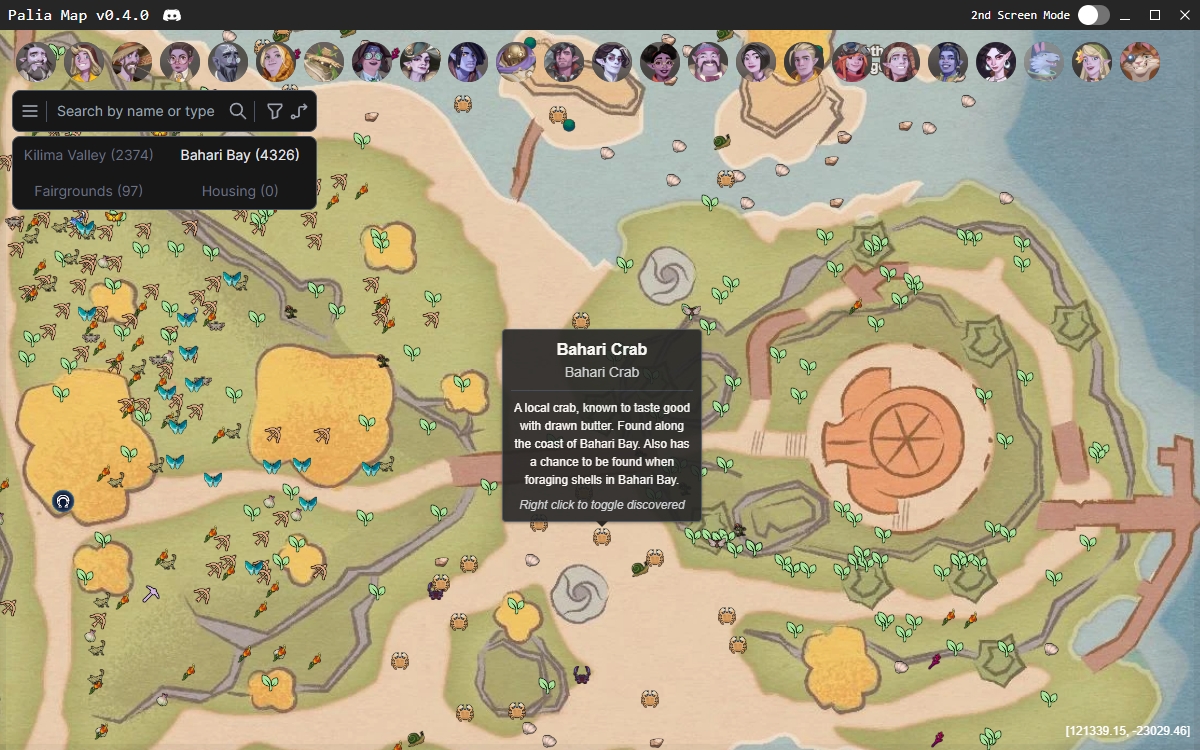 Palia Map v0.4.0
2nd Screen Mode
Search by name or type
Kilima Valley (2374)
Bahari Bay (4326)
Fairgrounds (97)
Housing (0)
Bahari Crab
Bahari Crab
A local crab, known to taste good
with drawn butter. Found along
the coast of Bahari Bay. Also has
a chance to be found when
foraging shells in Bahari Bay.
Right click to toggle discovered
[121339.15, -23029.46]